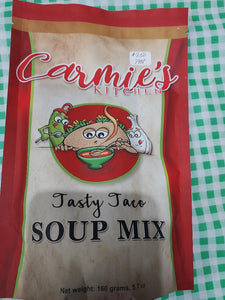 Carmie's
KITCHEN
Tasty Taco
SOUP MIX
Net weight: 160 grams, 5.7 oz